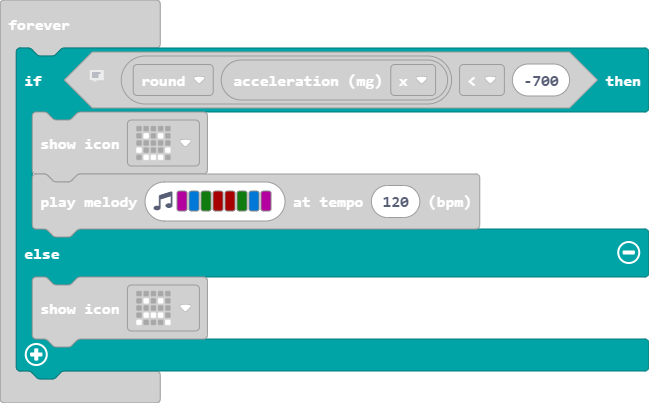 forever
if round acceleration (mg) x < -700 then
show icon
play melody at tempo 120 (bpm)
else
show icon